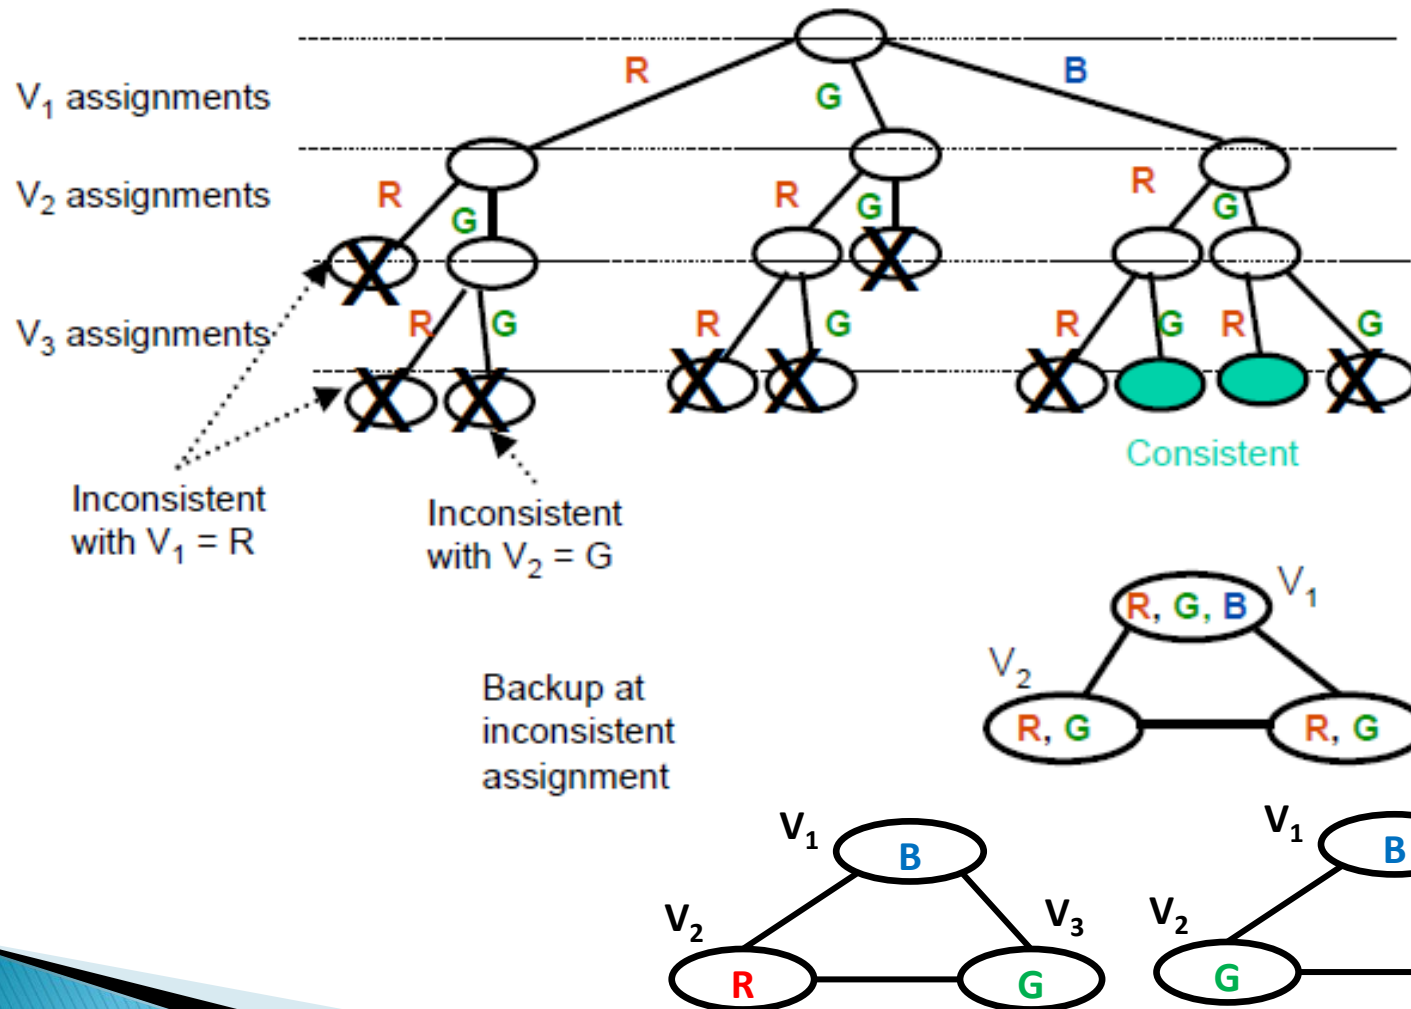 R
B
V1 assignments
G
V2 assignments
R
G
R
G
R
G
X
X
V3 assignments
R
G
R
G
R
G
R
G
X
X
X
X
X
X
Consistent
Inconsistent
with V1 = R
Inconsistent
with V2 = G
V1
R, G, B
V2
R, G
R, G
Backup at
inconsistent
assignment
V1
B
V2
V3
R
G
V1
B
V2
G